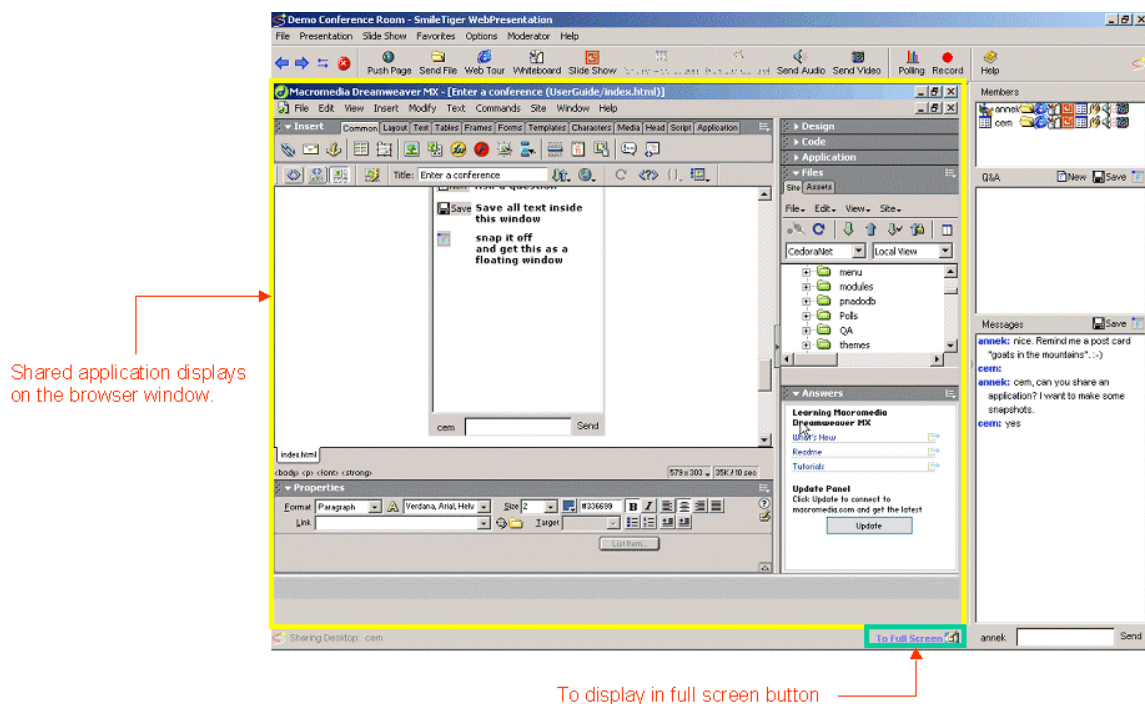 Demo Conference Room - SmileTiger WebPresentation
File Presentation Slide Show Favorites Options Moderator Help
Push Page Send File Web Tour Whiteboard Slide Show Send Audio Send Video Polling Record Help
Macromedia Dreamweaver MX - [Enter a conference (UserGuide/index.html)]
File Edit View Insert Modify Text Commands Site Window Help
Insert Common Layout Text Tables Frames Forms Templates Characters Media Head Script Application
Title: Enter a conference
Ask a question
Save Save all text inside
this window
snap it off
and get this as a
floating window
cem Send
index.html
<body> <p> <font> <strong> 579 x 303 35K / 10 sec
Properties
Format Paragraph Verdana, Arial, Helv Size 2 #336699 B I
Link Target
List Item...
Design
Code
Application
Files
Site Assets
File Edit View Site
CedoraNet Local View
menu
modules
pnadodb
Polls
QA
themes
Answers
Learning Macromedia
Dreamweaver MX
What's New
Readme
Tutorials
Update Panel
Click Update to connect to
macromedia.com and get the latest
Update
Members
annek
cem
Q&A New Save
Messages Save
annek: nice. Remind me a post card
"goats in the mountains". :-)
cem:
annek: cem, can you share an
application? I want to make some
snapshots.
cem: yes
Sharing Desktop: cem To Full Screen
annek Send
Shared application displays
on the browser window.
To display in full screen button